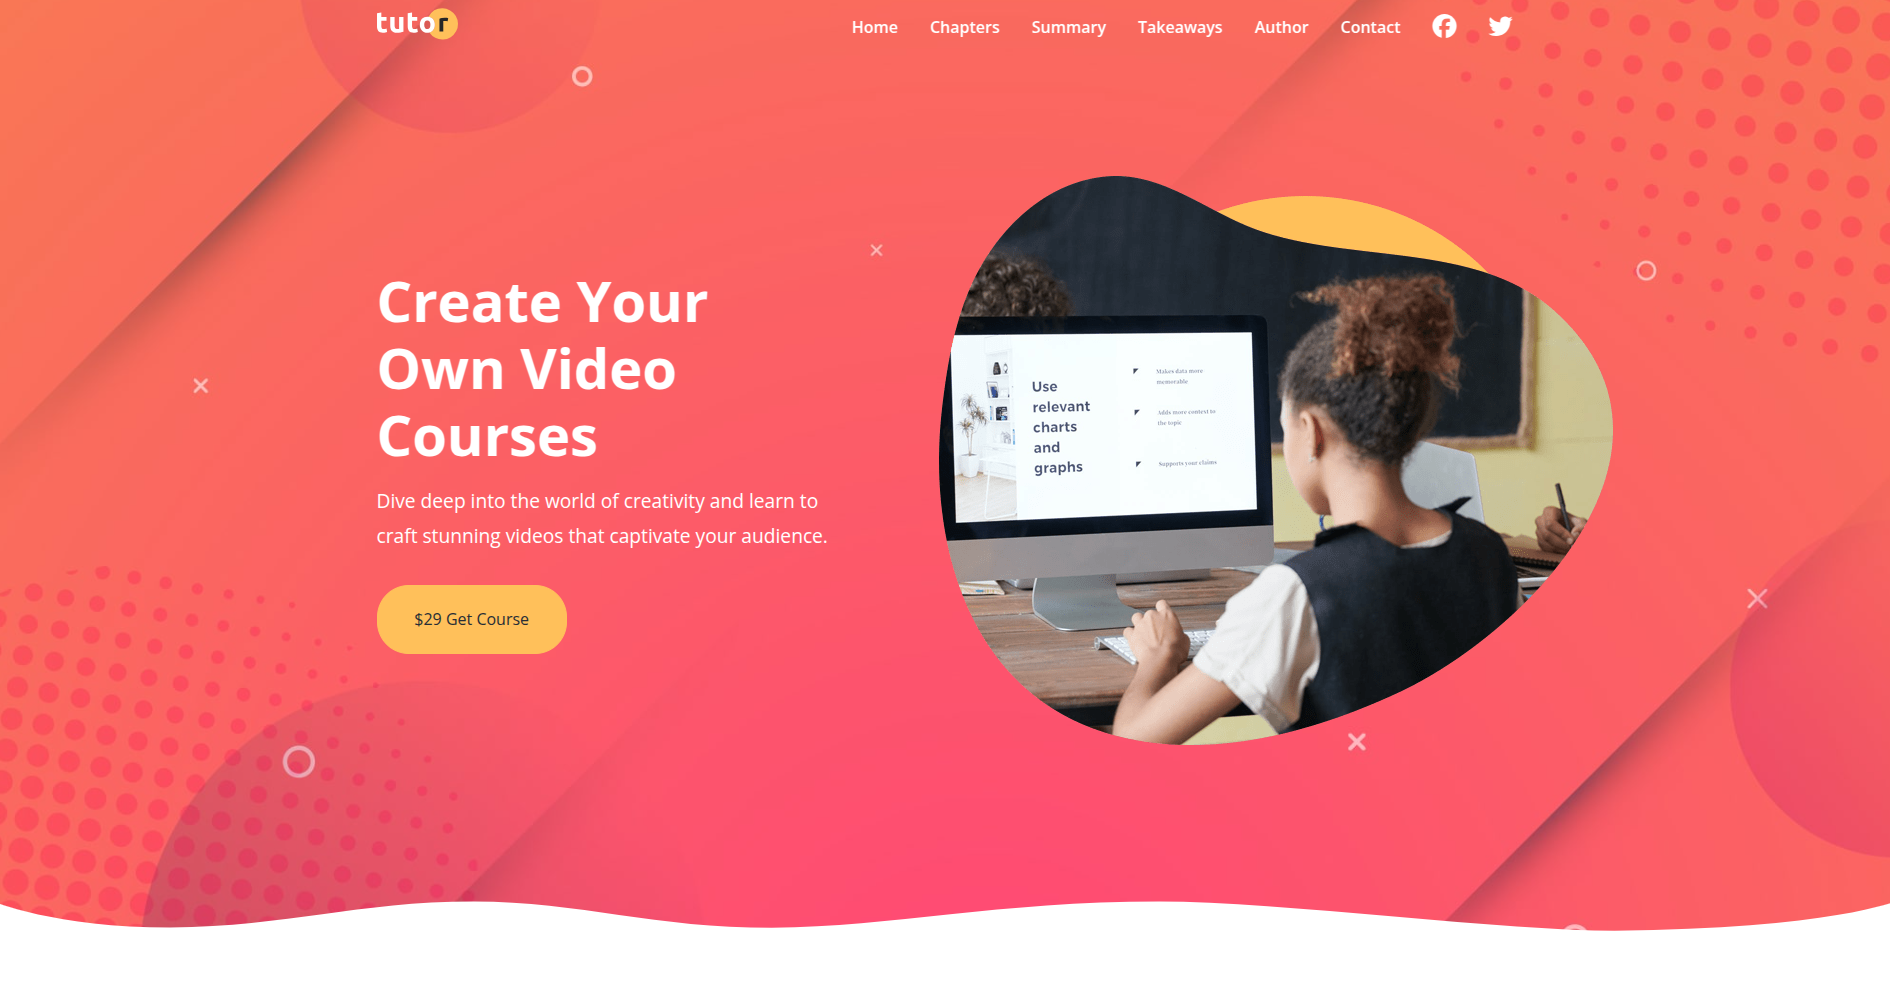 tutor
Home Chapters Summary Takeaways Author Contact
Create Your
Own Video
Courses
Dive deep into the world of creativity and learn to
craft stunning videos that captivate your audience.
$29 Get Course
Use
relevant
charts
and
graphs
Makes data more
memorable
Adds more context to
the topic
Supports your claims